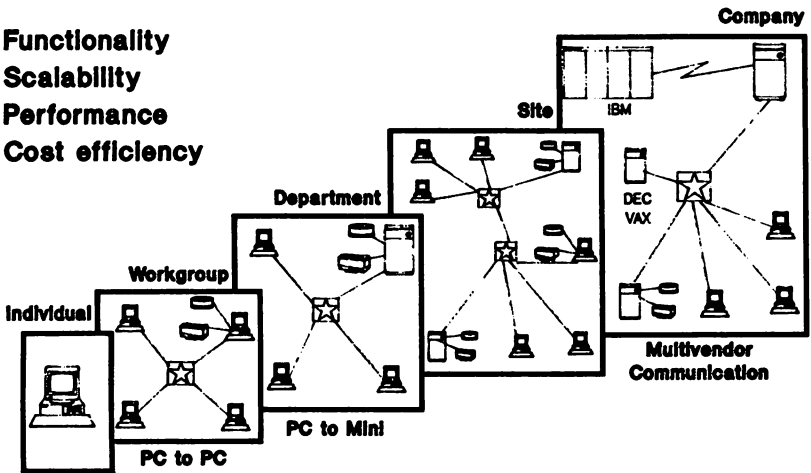 Company
Functionality
Scalability
Performance
Cost efficiency
IBM
Site
DEC
VAX
Department
Workgroup
Individual
Multivendor
Communication
PC to Mini
PC to PC